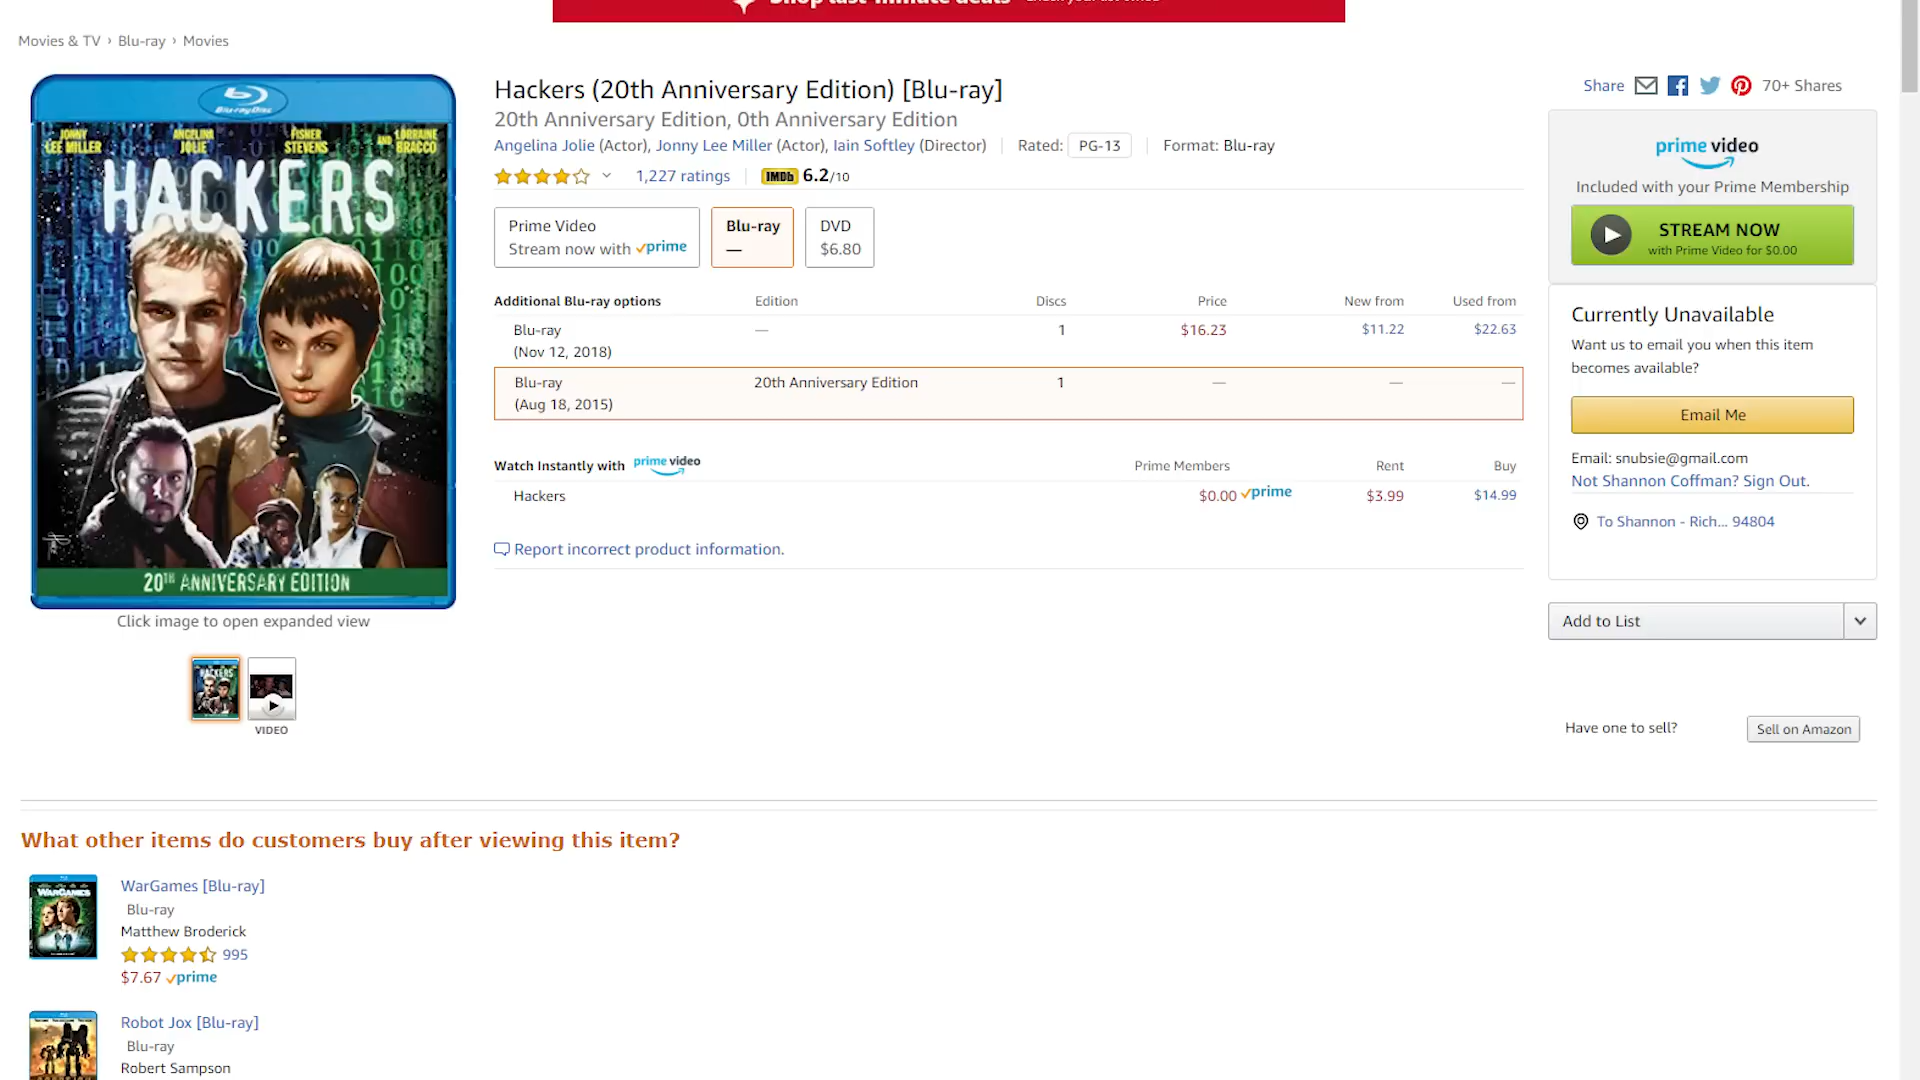 Shop last-minute deals
Movies & TV › Blu-ray › Movies
Blu-ray Disc
JONNY LEE MILLER
ANGELINA JOLIE
FISHER STEVENS
AND LORRAINE BRACCO
HACKERS
20TH ANNIVERSARY EDITION
Click image to open expanded view
VIDEO
Hackers (20th Anniversary Edition) [Blu-ray]
20th Anniversary Edition, 0th Anniversary Edition
Angelina Jolie (Actor), Jonny Lee Miller (Actor), Iain Softley (Director) Rated: PG-13 Format: Blu-ray
1,227 ratings IMDb 6.2/10
Prime Video
Stream now with prime
Blu-ray
—
DVD
$6.80
Additional Blu-ray options Edition Discs Price New from Used from
Blu-ray — 1 $16.23 $11.22 $22.63
(Nov 12, 2018)
Blu-ray 20th Anniversary Edition 1 — — —
(Aug 18, 2015)
Watch Instantly with prime video Prime Members Rent Buy
Hackers $0.00 prime $3.99 $14.99
Report incorrect product information.
Share 70+ Shares
prime video
Included with your Prime Membership
STREAM NOW
with Prime Video for $0.00
Currently Unavailable
Want us to email you when this item
becomes available?
Email Me
Email: snubsie@gmail.com
Not Shannon Coffman? Sign Out.
To Shannon - Rich... 94804
Add to List
Have one to sell? Sell on Amazon
What other items do customers buy after viewing this item?
WARGAMES
WarGames [Blu-ray]
Blu-ray
Matthew Broderick
995
$7.67 prime
Robot Jox [Blu-ray]
Blu-ray
Robert Sampson